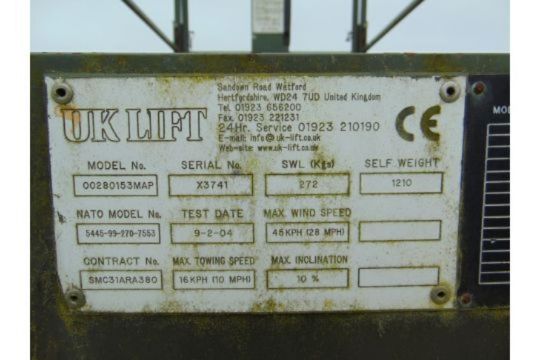 UK LIFT
Sandown Road Watford
Hertfordshire, WD24 7UD United Kingdom
Tel. 01923 656200
Fax. 01923 221231
24Hr. Service 01923 210190
E-mail: info@uk-lift.co.uk
Web-site: www.uk-lift.co.uk
CE
MODEL No. SERIAL No. SWL (Kgs) SELF WEIGHT
00280153MAP X3741 272 1210
NATO MODEL No. TEST DATE MAX. WIND SPEED
5445-99-270-7553 9-2-04 45KPH (28 MPH)
CONTRACT No. MAX. TOWING SPEED MAX. INCLINATION
SMC31ARA380 16KPH (10 MPH) 10 %